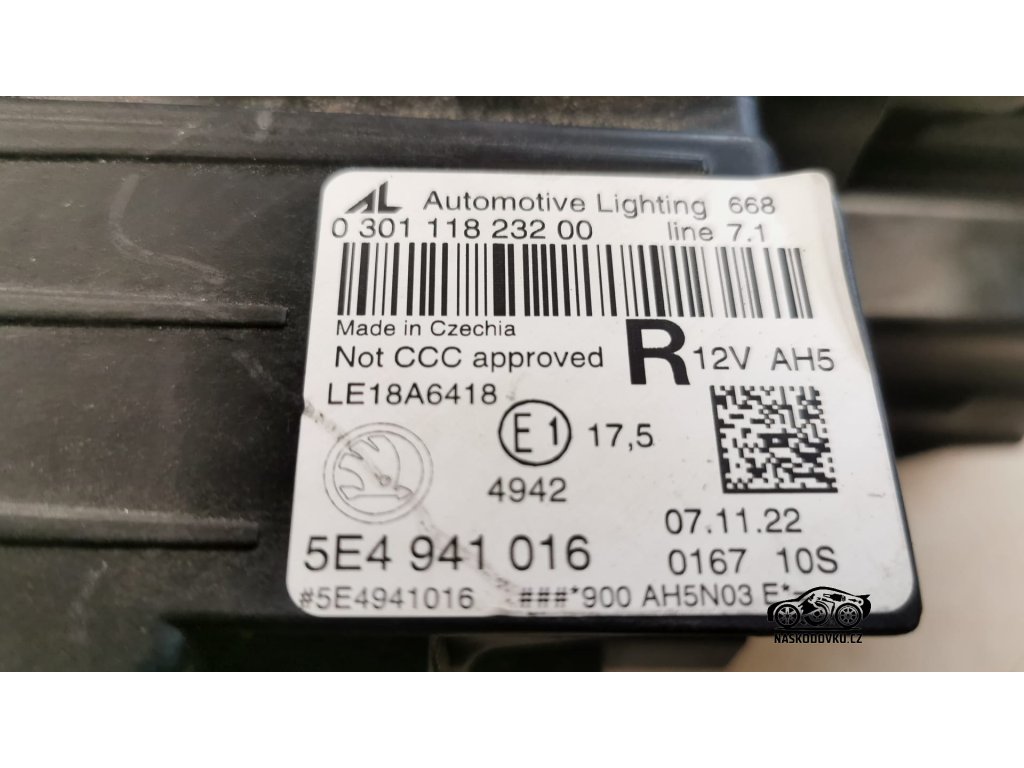 AL Automotive Lighting 668
0 301 118 232 00 line 7.1
Made in Czechia
Not CCC approved R 12V AH5
LE18A6418
E1 17,5
4942
07.11.22
5E4 941 016 0167 10S
#5E4941016 ###*900 AH5N03 E*
NASKODOVKU.CZ